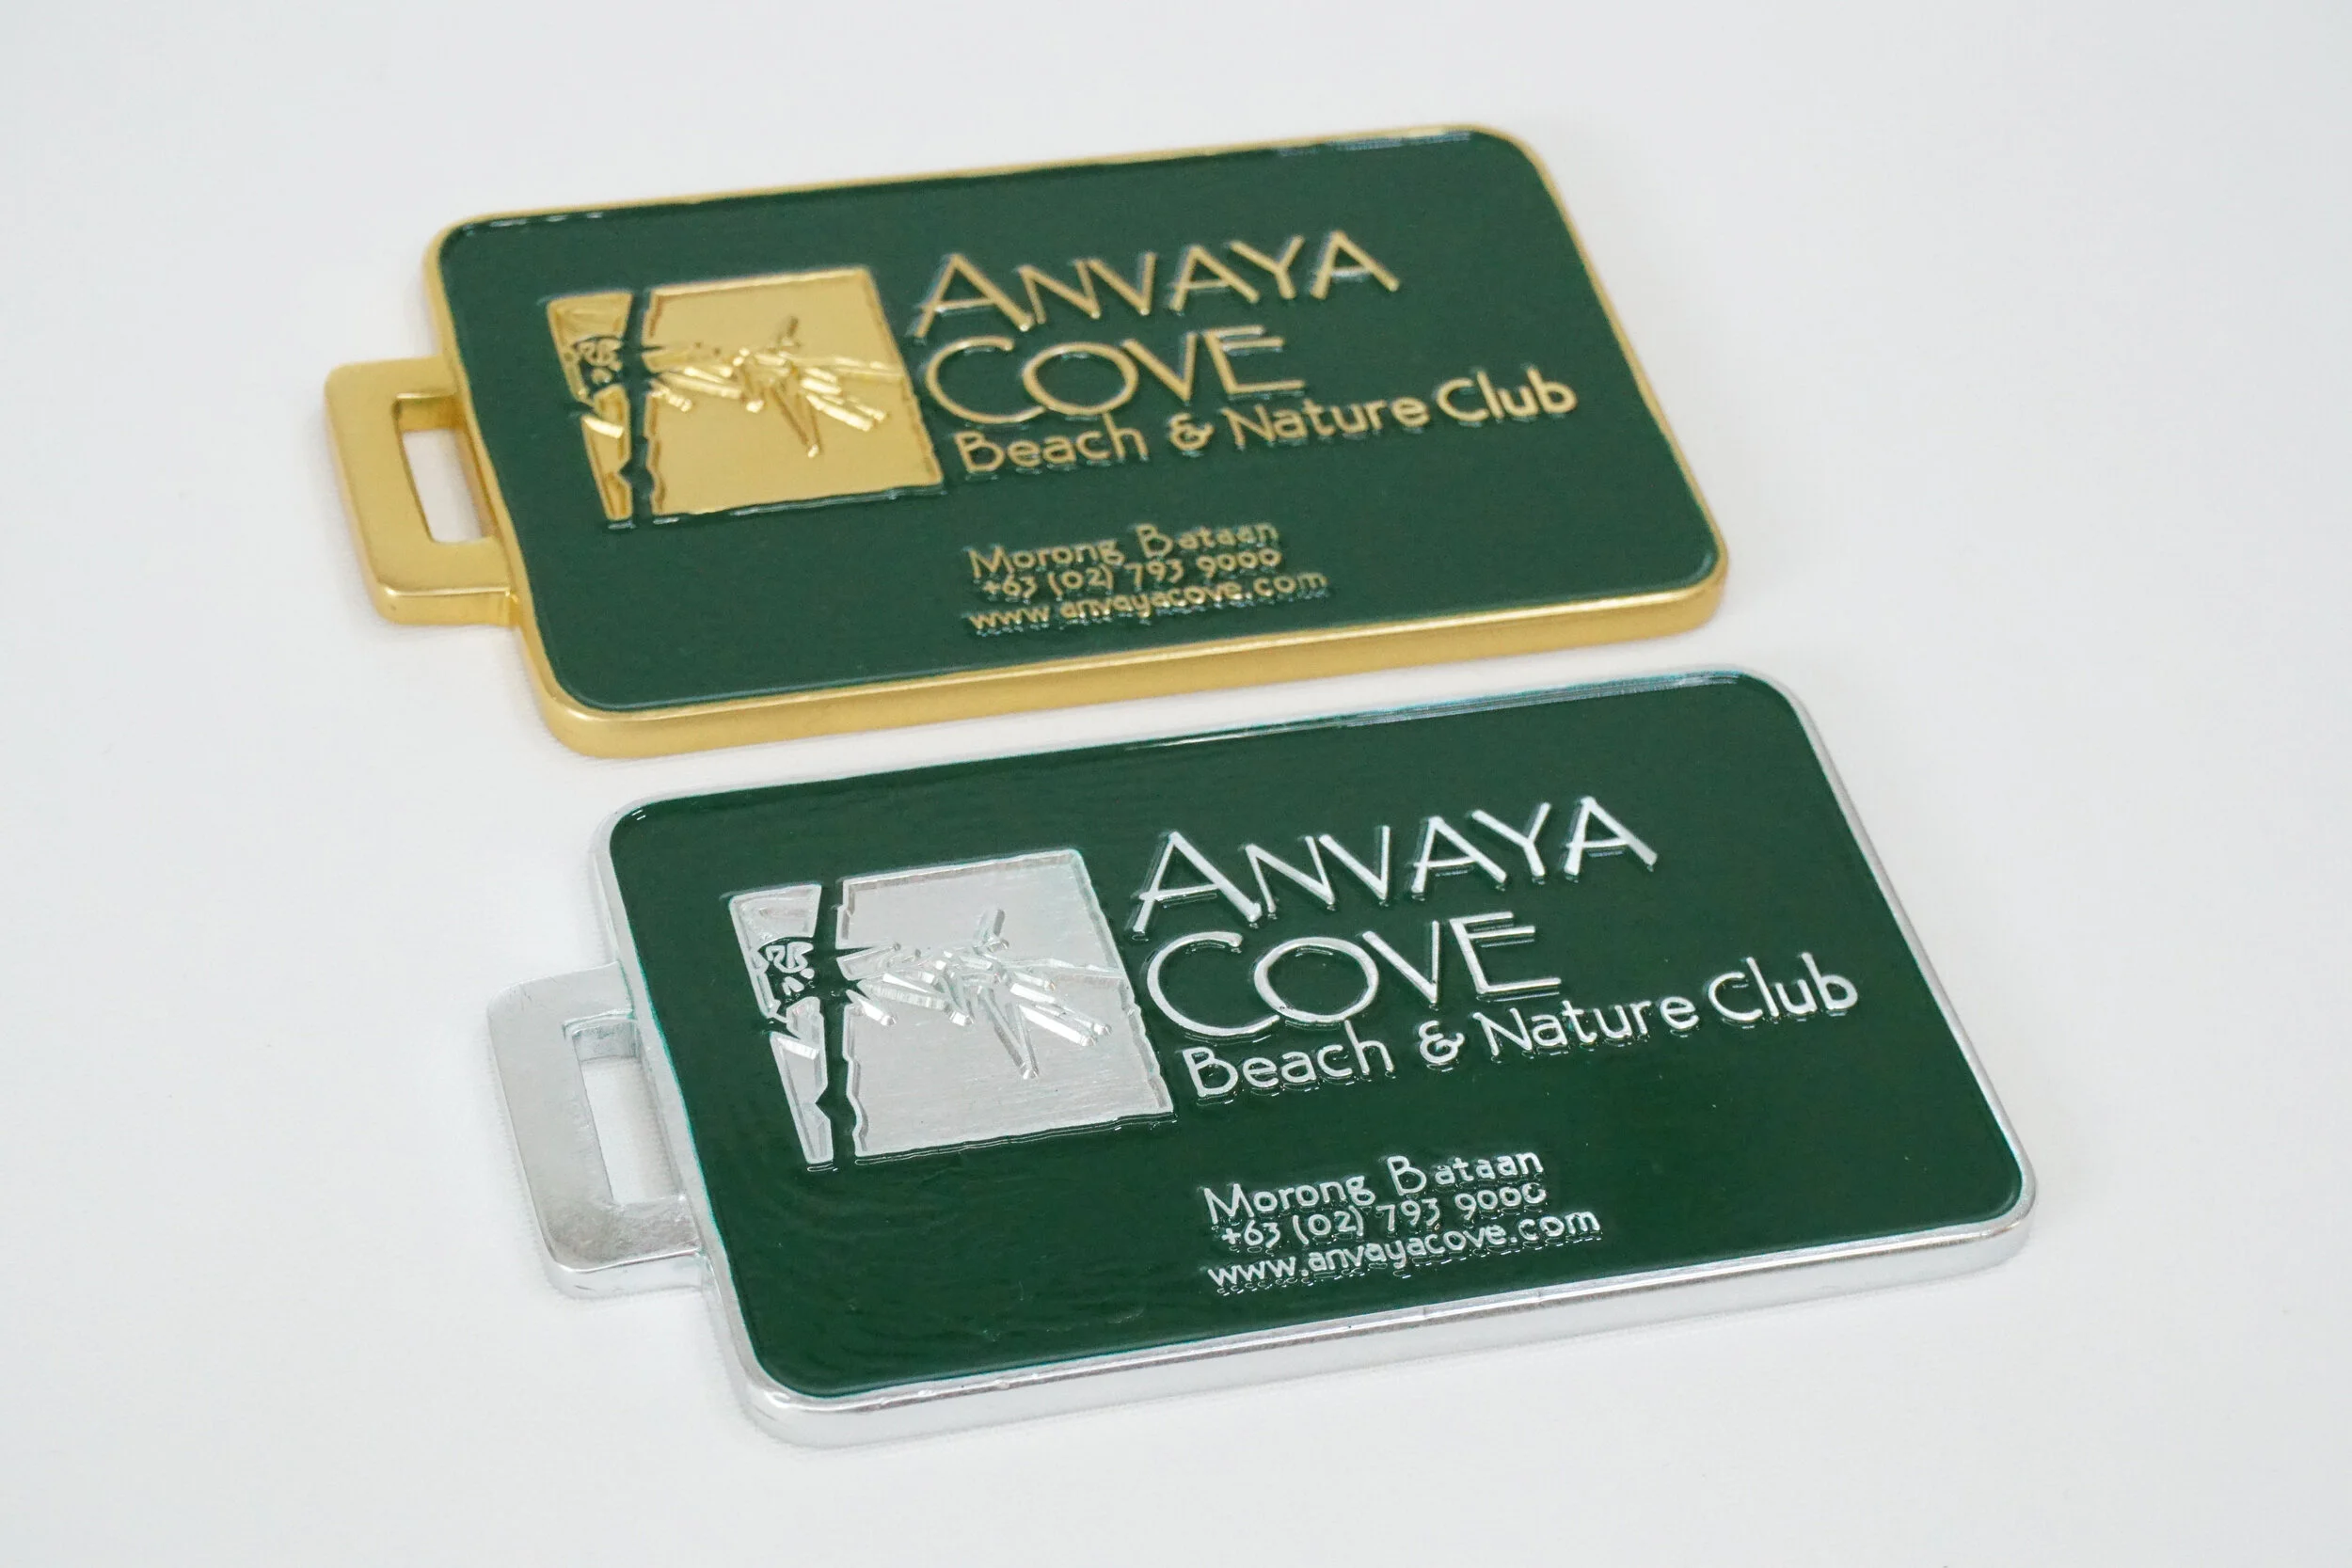 ANVAYA
COVE
Beach & Nature Club
Morong Bataan
+63 (02) 793 9000
www.anvayacove.com
ANVAYA
COVE
Beach & Nature Club
Morong Bataan
+63 (02) 793 9000
www.anvayacove.com